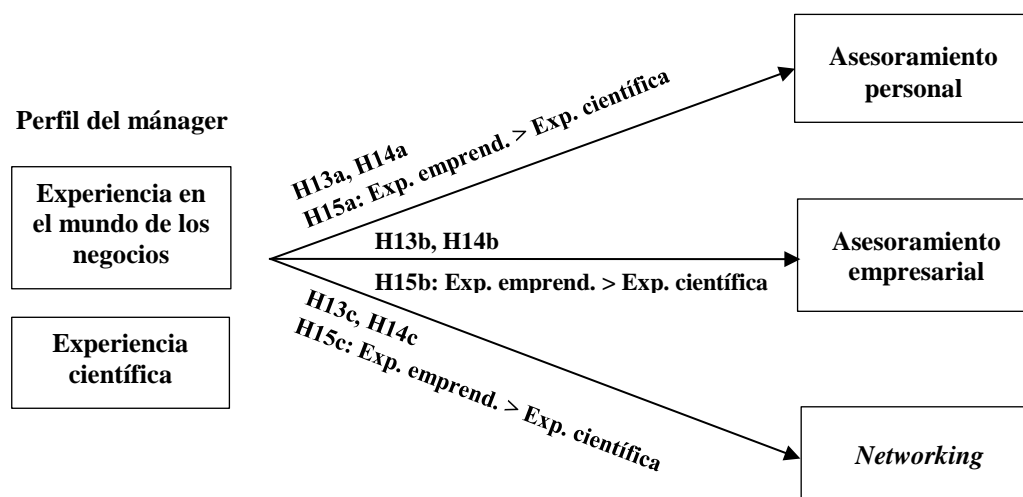 Perfil del mánager
Experiencia en
el mundo de los
negocios
Experiencia
científica
H13a, H14a
H15a: Exp. emprend. > Exp. científica
H13b, H14b
H15b: Exp. emprend. > Exp. científica
H13c, H14c
H15c: Exp. emprend. > Exp. científica
Asesoramiento
personal
Asesoramiento
empresarial
Networking